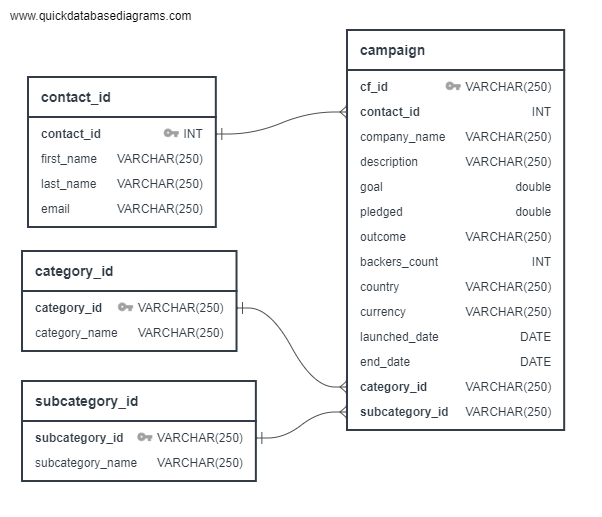 www.quickdatabasediagrams.com
contact_id
contact_id INT
first_name VARCHAR(250)
last_name VARCHAR(250)
email VARCHAR(250)
category_id
category_id VARCHAR(250)
category_name VARCHAR(250)
subcategory_id
subcategory_id VARCHAR(250)
subcategory_name VARCHAR(250)
campaign
cf_id VARCHAR(250)
contact_id INT
company_name VARCHAR(250)
description VARCHAR(250)
goal double
pledged double
outcome VARCHAR(250)
backers_count INT
country VARCHAR(250)
currency VARCHAR(250)
launched_date DATE
end_date DATE
category_id VARCHAR(250)
subcategory_id VARCHAR(250)